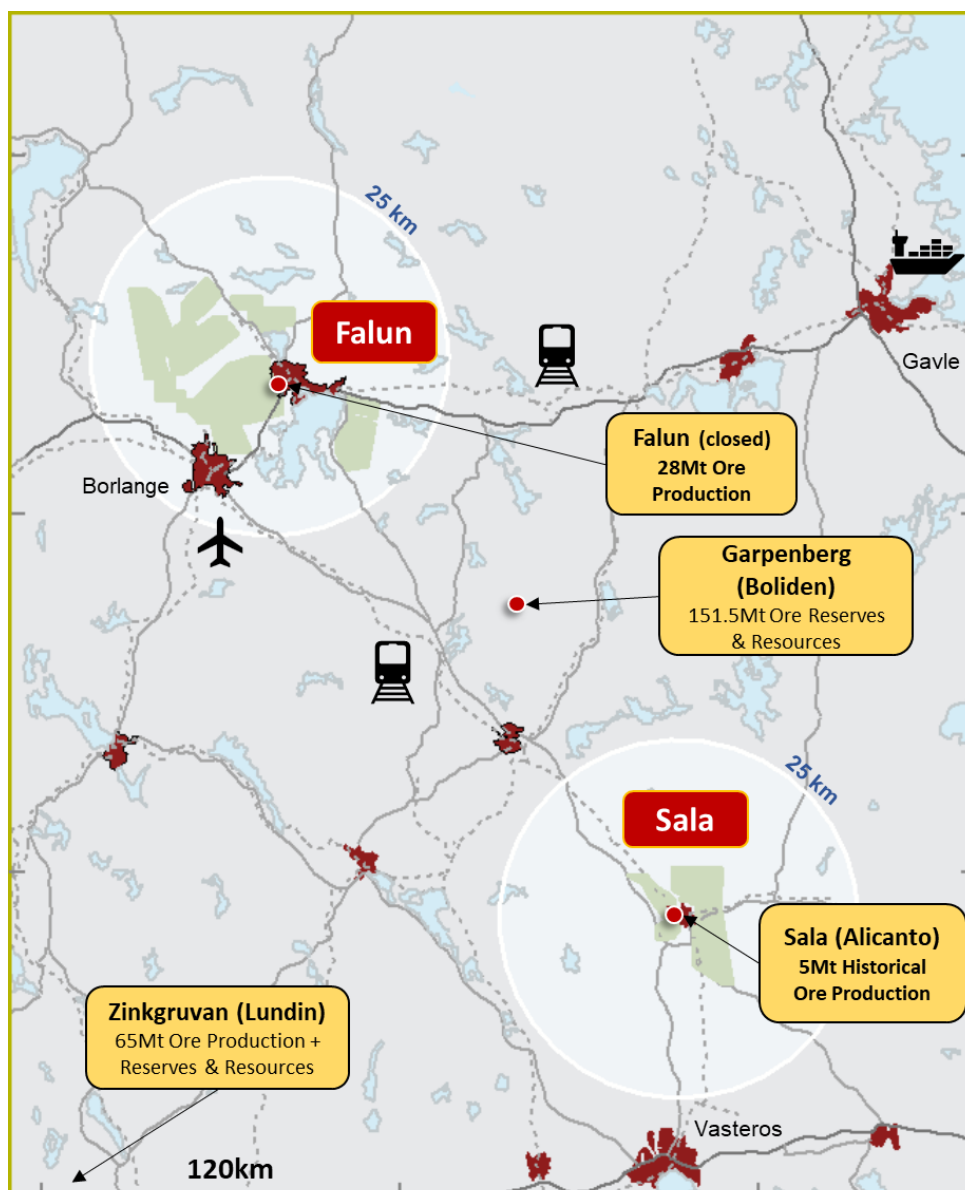 25 km
Falun
Gavle
Falun (closed)
28Mt Ore
Production
Borlange
Garpenberg
(Boliden)
151.5Mt Ore Reserves
& Resources
25 km
Sala
Sala (Alicanto)
5Mt Historical
Ore Production
Zinkgruvan (Lundin)
65Mt Ore Production +
Reserves & Resources
Vasteros
120km